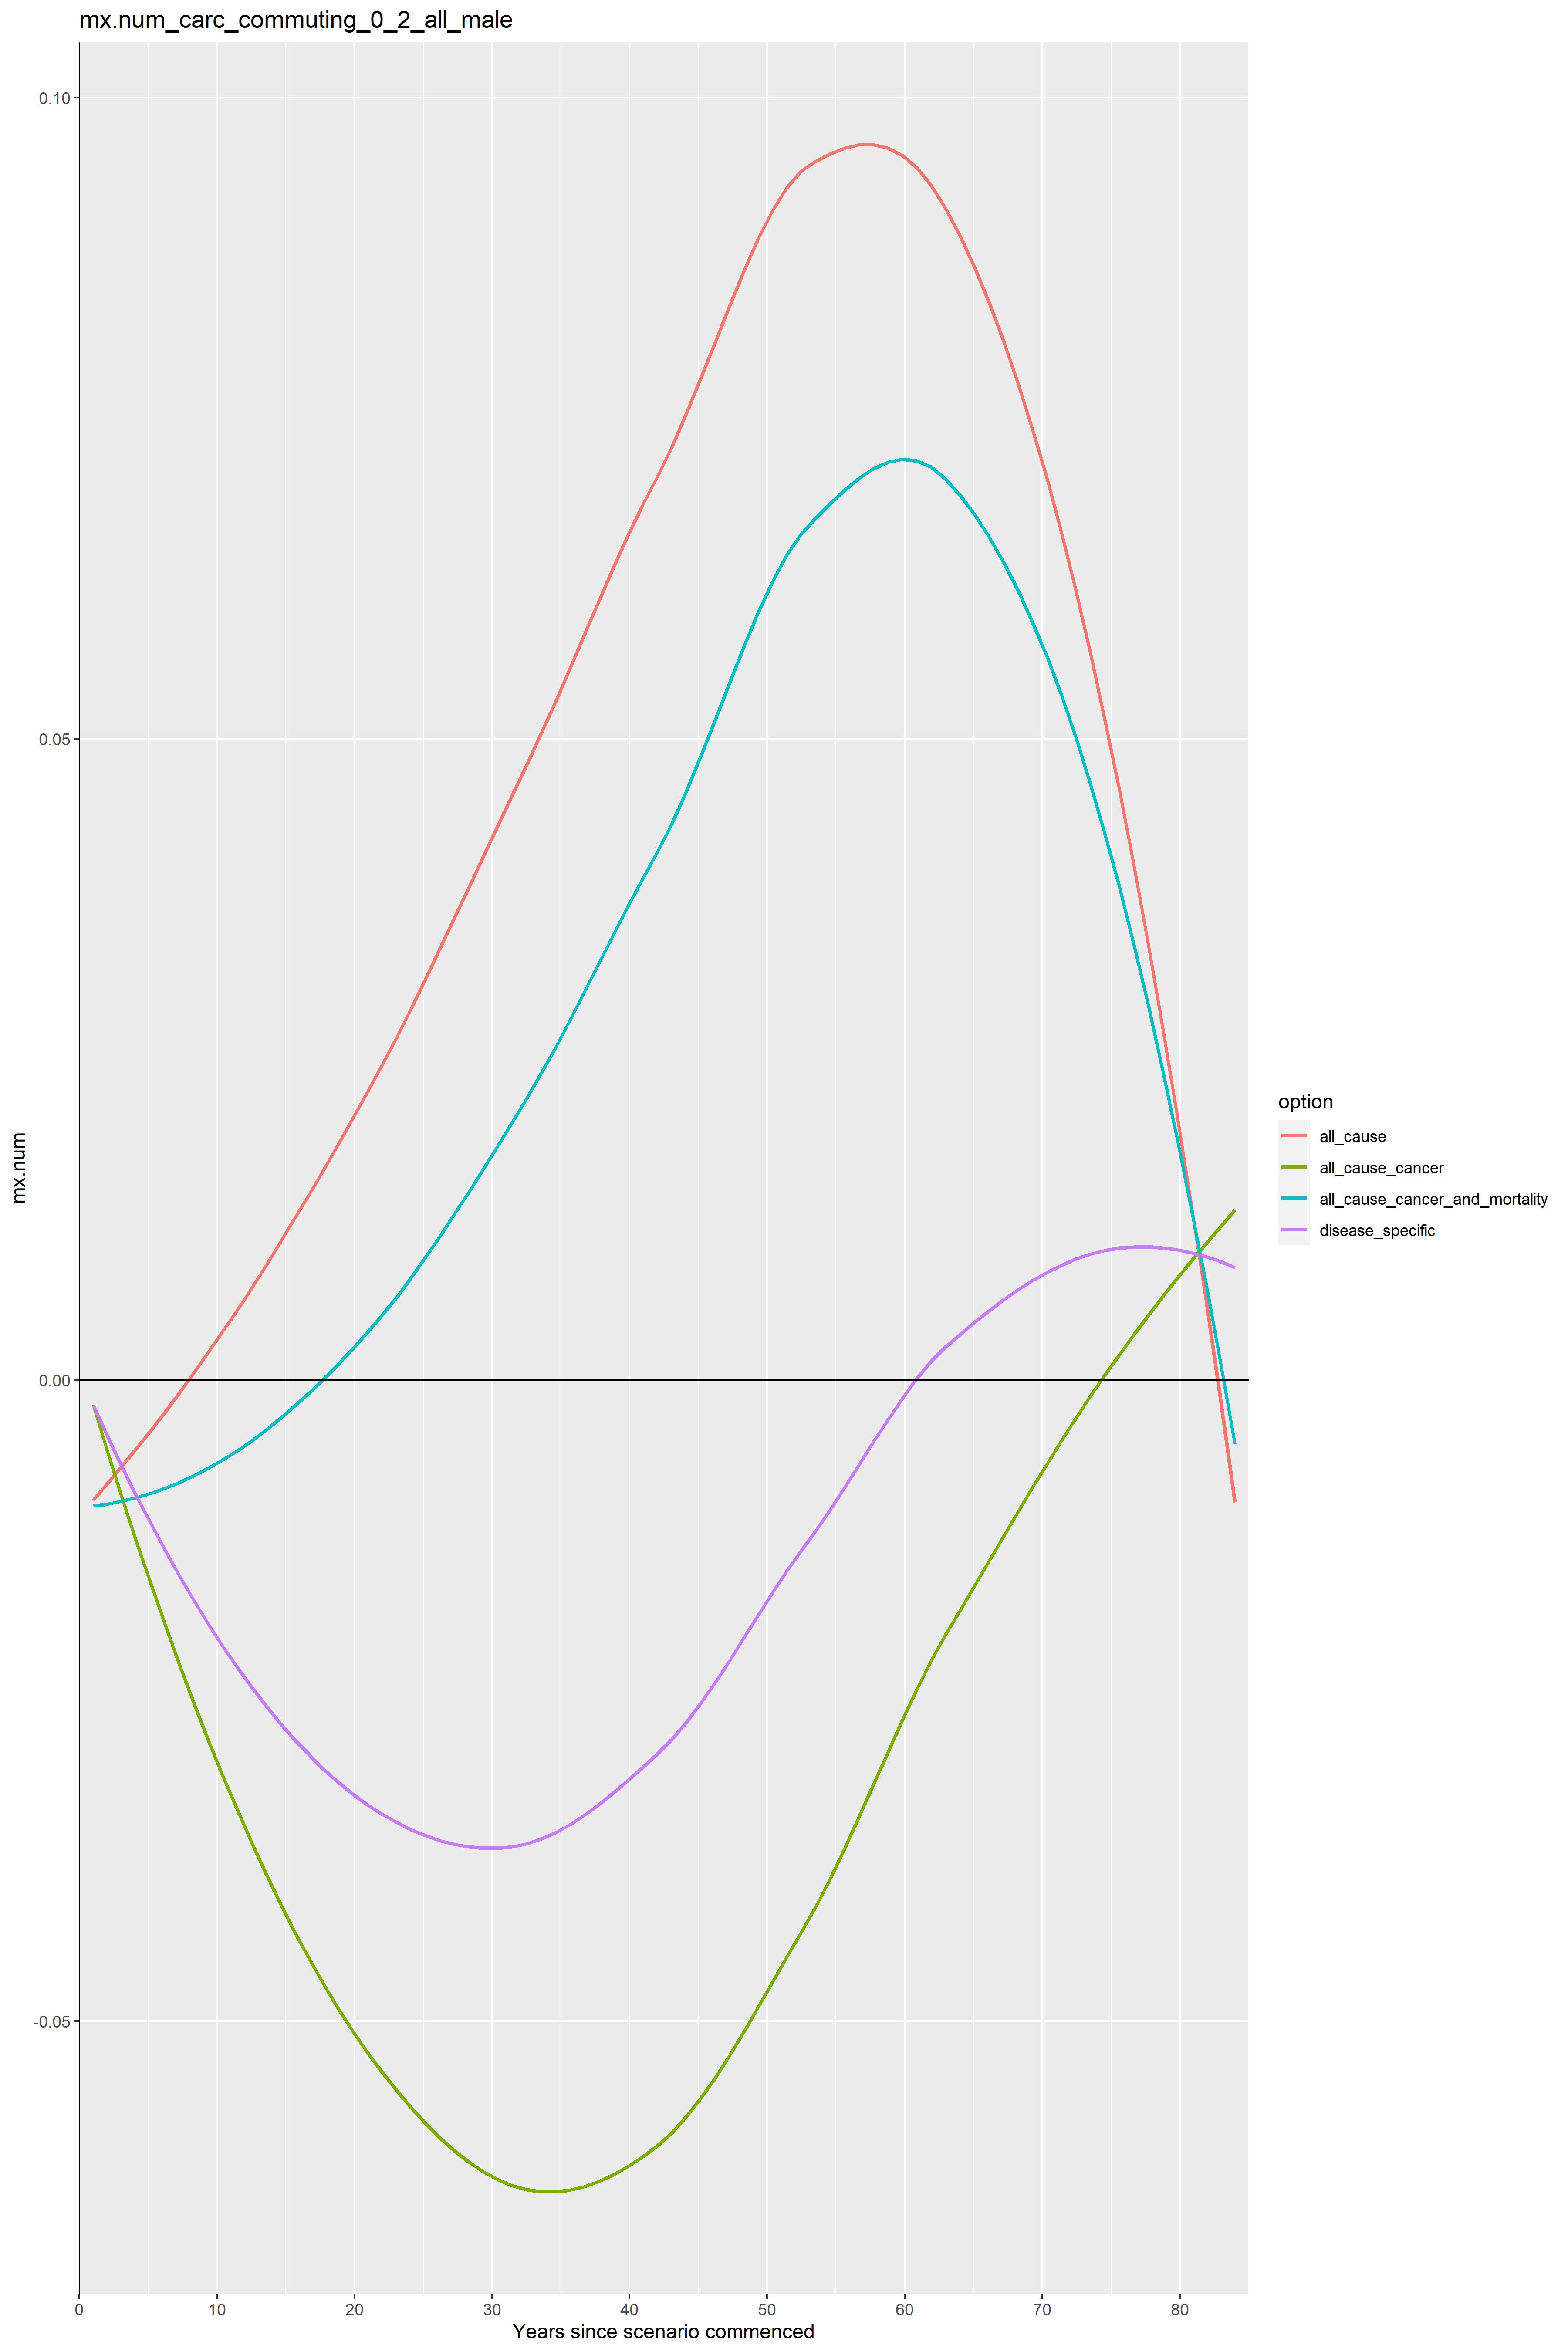 mx.num_carc_commuting_0_2_all_male
0.10
0.05
0.00
-0.05
mx.num
0 10 20 30 40 50 60 70 80
Years since scenario commenced
option
all_cause
all_cause_cancer
all_cause_cancer_and_mortality
disease_specific